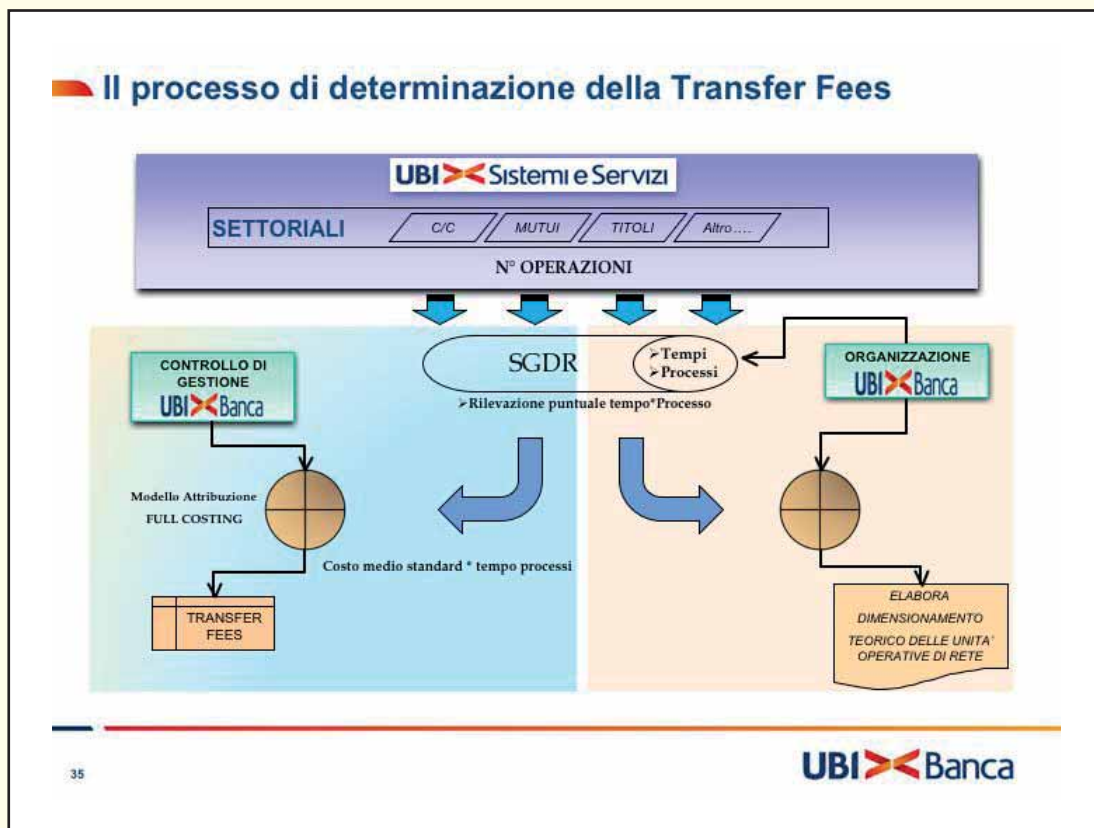 Il processo di determinazione della Transfer Fees
UBI Sistemi e Servizi
SETTORIALI
C/C
MUTUI
TITOLI
Altro….
N° OPERAZIONI
CONTROLLO DI
GESTIONE
UBI Banca
SGDR
➢Tempi
➢Processi
➢Rilevazione puntuale tempo*Processo
ORGANIZZAZIONE
UBI Banca
Modello Attribuzione
FULL COSTING
Costo medio standard * tempo processi
TRANSFER
FEES
ELABORA
DIMENSIONAMENTO
TEORICO DELLE UNITA'
OPERATIVE DI RETE
35
UBI Banca